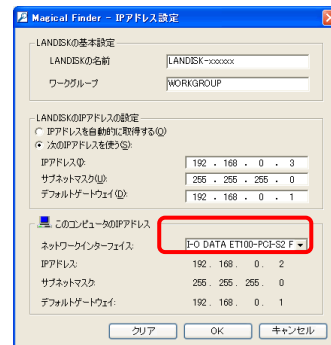 Magical Finder - IPアドレス設定
LANDISKの基本設定
LANDISKの名前 LANDISK-xxxxxx
ワークグループ WORKGROUP
LANDISKのIPアドレスの設定
IPアドレスを自動的に取得する(O)
次のIPアドレスを使う(S):
IPアドレス(I): 192 . 168 . 0 . 3
サブネットマスク(U): 255 . 255 . 255 . 0
デフォルトゲートウェイ(D): 192 . 168 . 0 . 1
このコンピュータのIPアドレス
ネットワークインターフェイス: I-O DATA ET100-PCI-S2 F
IPアドレス: 192. 168. 0. 2
サブネットマスク: 255. 255. 255. 0
デフォルトゲートウェイ: 192. 168. 0. 1
クリア OK キャンセル